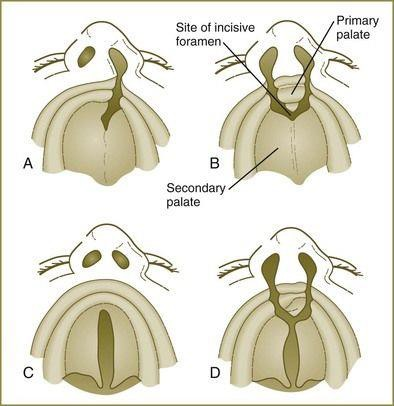 Site of incisive
foramen
Primary
palate
A
B
Secondary
palate
C
D